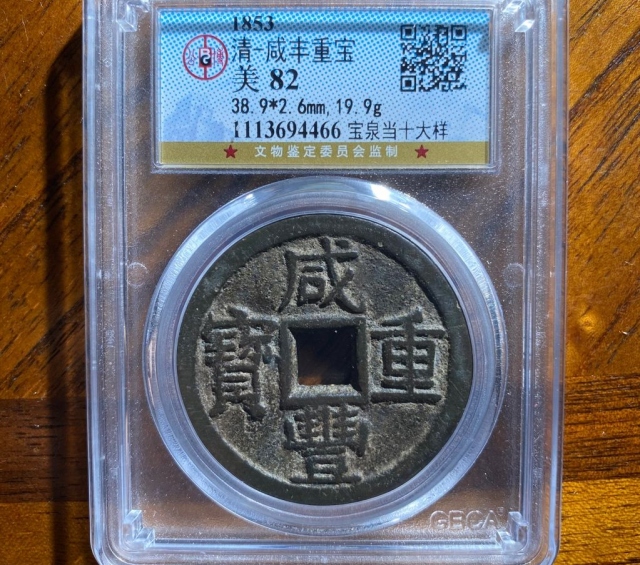 1853
清-咸丰重宝
美 82
38.9*2.6mm,19.9g
1113694466 宝泉当十大样
★ 文物鉴定委员会监制 ★
咸
寶 重
豐
GBCA